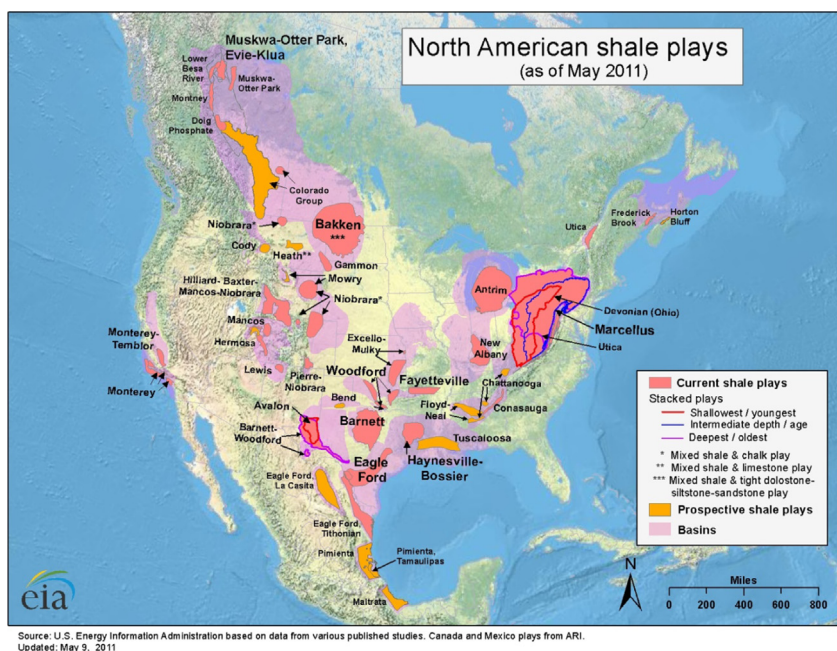 North American shale plays
(as of May 2011)
Muskwa-Otter Park,
Evie-Klua
Lower
Besa
River
Muskwa-
Otter Park
Montney
Doig
Phosphate
Colorado
Group
Niobrara*
Bakken
***
Cody
Heath**
Gammon
Mowry
Hilliard-Baxter-
Mancos-Niobrara
Niobrara*
Mancos
Hermosa
Monterey-
Temblor
Monterey
Lewis
Pierre-
Niobrara
Excello-
Mulky
Woodford
Fayetteville
Bend
Avalon
Barnett-
Woodford
Barnett
Eagle
Ford
Haynesville-
Bossier
Tuscaloosa
Floyd-
Neal
Conasauga
Chattanooga
New
Albany
Antrim
Utica
Frederick
Brook
Horton
Bluff
Devonian (Ohio)
Marcellus
Utica
Eagle Ford,
La Casita
Eagle Ford,
Tithonian
Pimienta
Pimienta,
Tamaulipas
Maltrata
Current shale plays
Stacked plays
Shallowest / youngest
Intermediate depth / age
Deepest / oldest
* Mixed shale & chalk play
** Mixed shale & limestone play
*** Mixed shale & tight dolostone-
siltstone-sandstone play
Prospective shale plays
Basins
N
Miles
0 200 400 600 800
eia
Source: U.S. Energy Information Administration based on data from various published studies. Canada and Mexico plays from ARI.
Updated: May 9, 2011